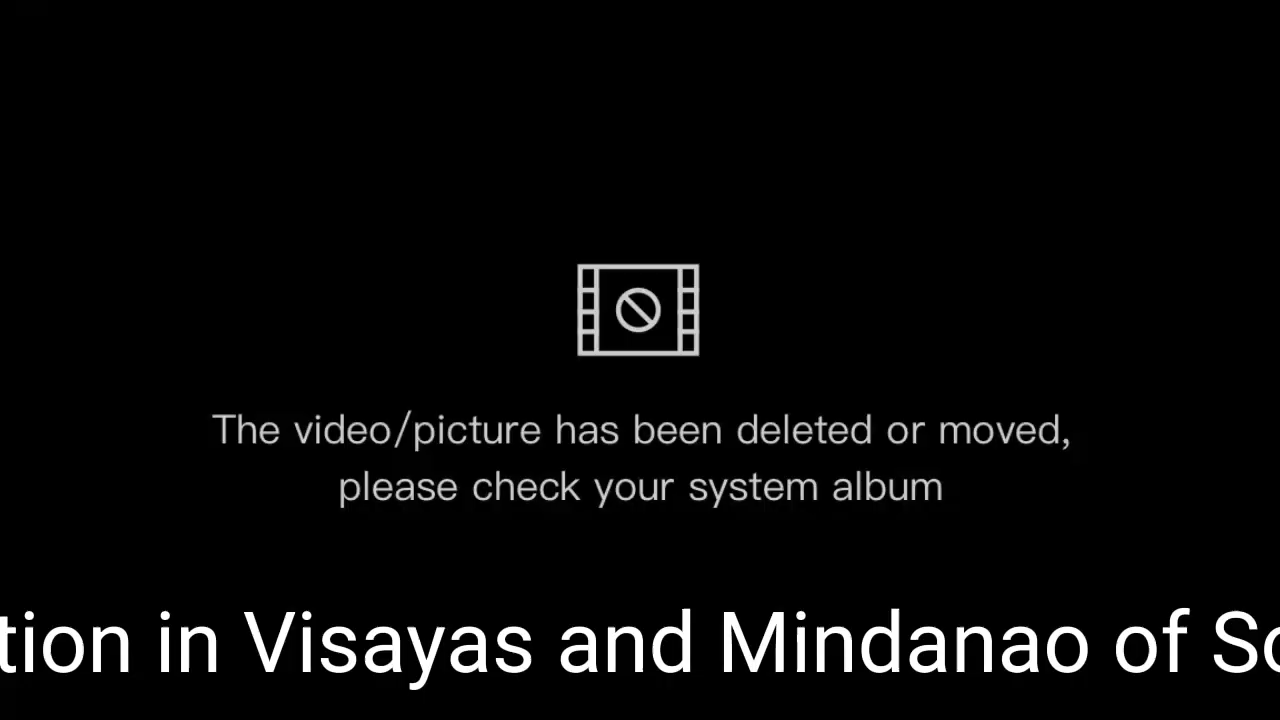 The video/picture has been deleted or moved,
please check your system album
tion in Visayas and Mindanao of